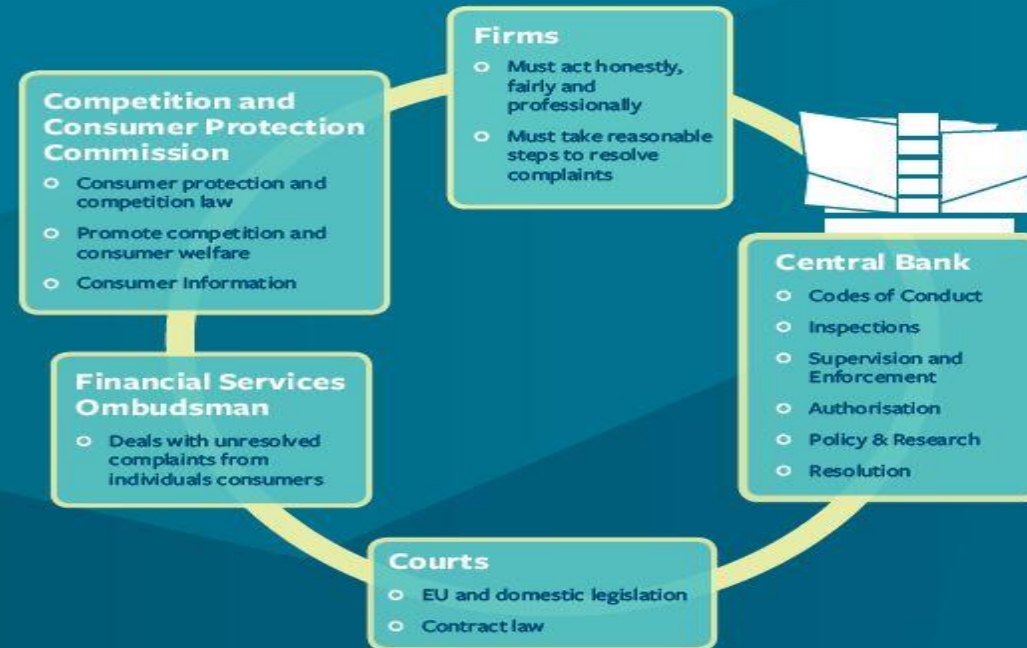 Firms
Must act honestly,
fairly and
professionally
Must take reasonable
steps to resolve
complaints
Competition and
Consumer Protection
Commission
Consumer protection and
competition law
Promote competition and
consumer welfare
Consumer Information
Central Bank
Codes of Conduct
Inspections
Supervision and
Enforcement
Authorisation
Policy & Research
Resolution
Financial Services
Ombudsman
Deals with unresolved
complaints from
individuals consumers
Courts
EU and domestic legislation
Contract law